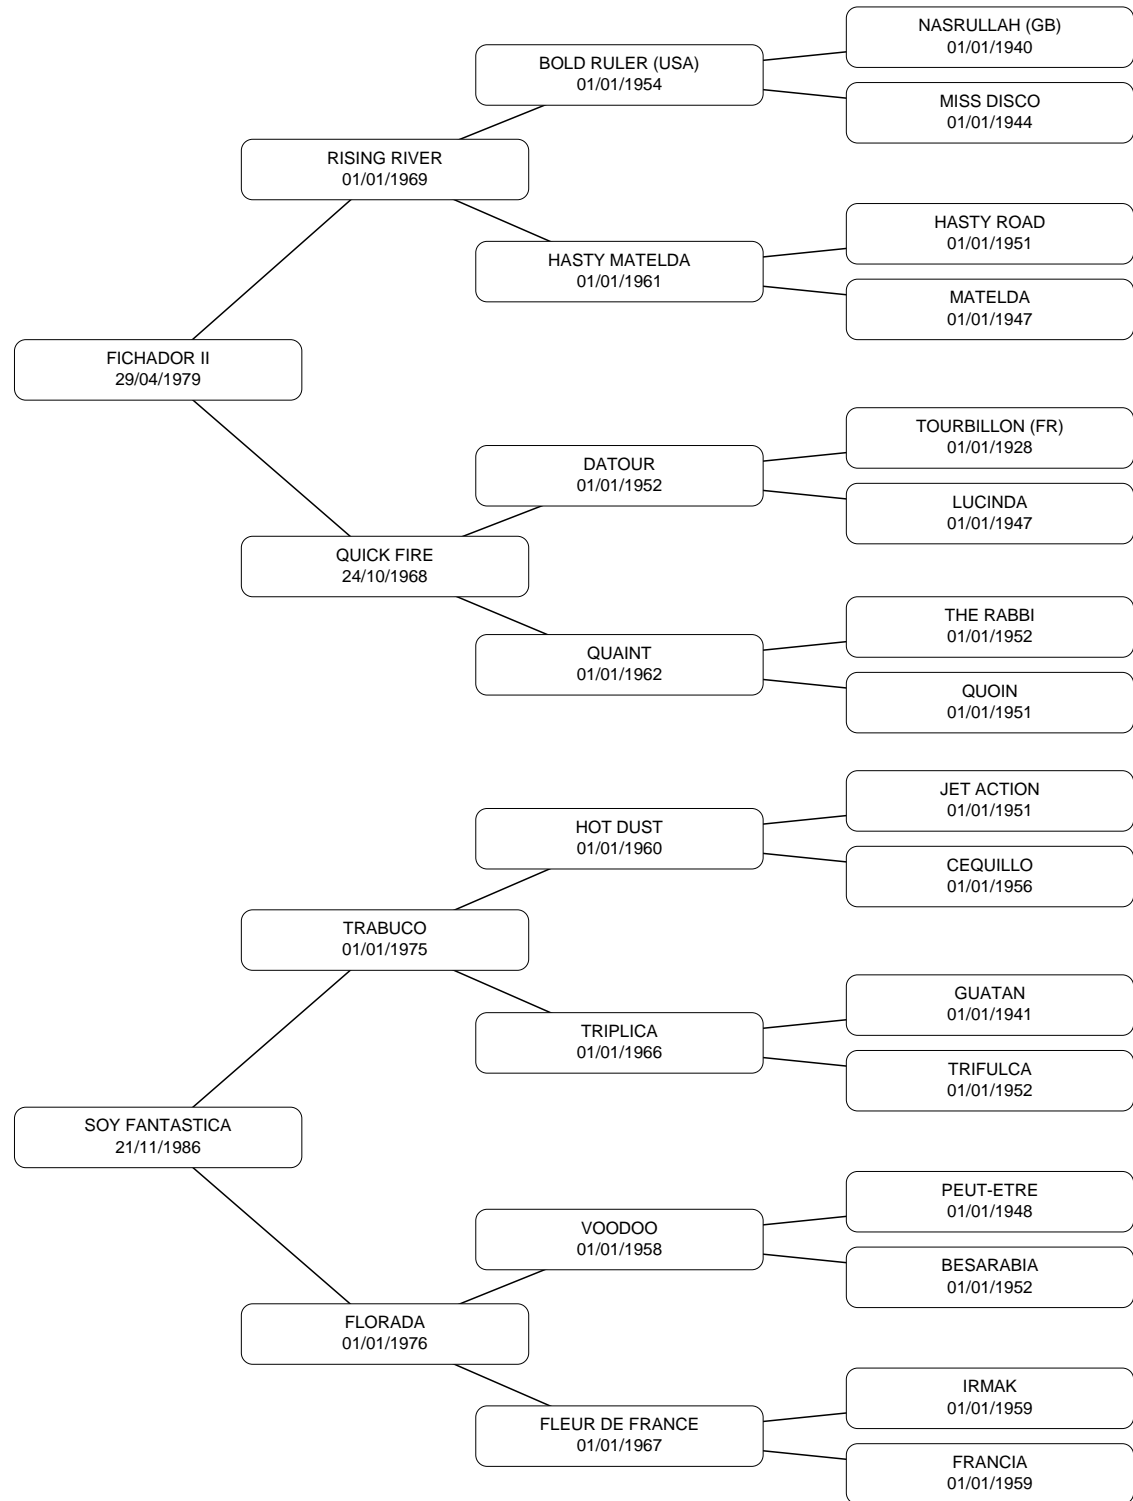 NASRULLAH (GB)
01/01/1940
BOLD RULER (USA)
01/01/1954
MISS DISCO
01/01/1944
RISING RIVER
01/01/1969
HASTY ROAD
01/01/1951
HASTY MATELDA
01/01/1961
MATELDA
01/01/1947
FICHADOR II
29/04/1979
TOURBILLON (FR)
01/01/1928
DATOUR
01/01/1952
LUCINDA
01/01/1947
QUICK FIRE
24/10/1968
THE RABBI
01/01/1952
QUAINT
01/01/1962
QUOIN
01/01/1951
JET ACTION
01/01/1951
HOT DUST
01/01/1960
CEQUILLO
01/01/1956
TRABUCO
01/01/1975
GUATAN
01/01/1941
TRIPLICA
01/01/1966
TRIFULCA
01/01/1952
SOY FANTASTICA
21/11/1986
PEUT-ETRE
01/01/1948
VOODOO
01/01/1958
BESARABIA
01/01/1952
FLORADA
01/01/1976
IRMAK
01/01/1959
FLEUR DE FRANCE
01/01/1967
FRANCIA
01/01/1959